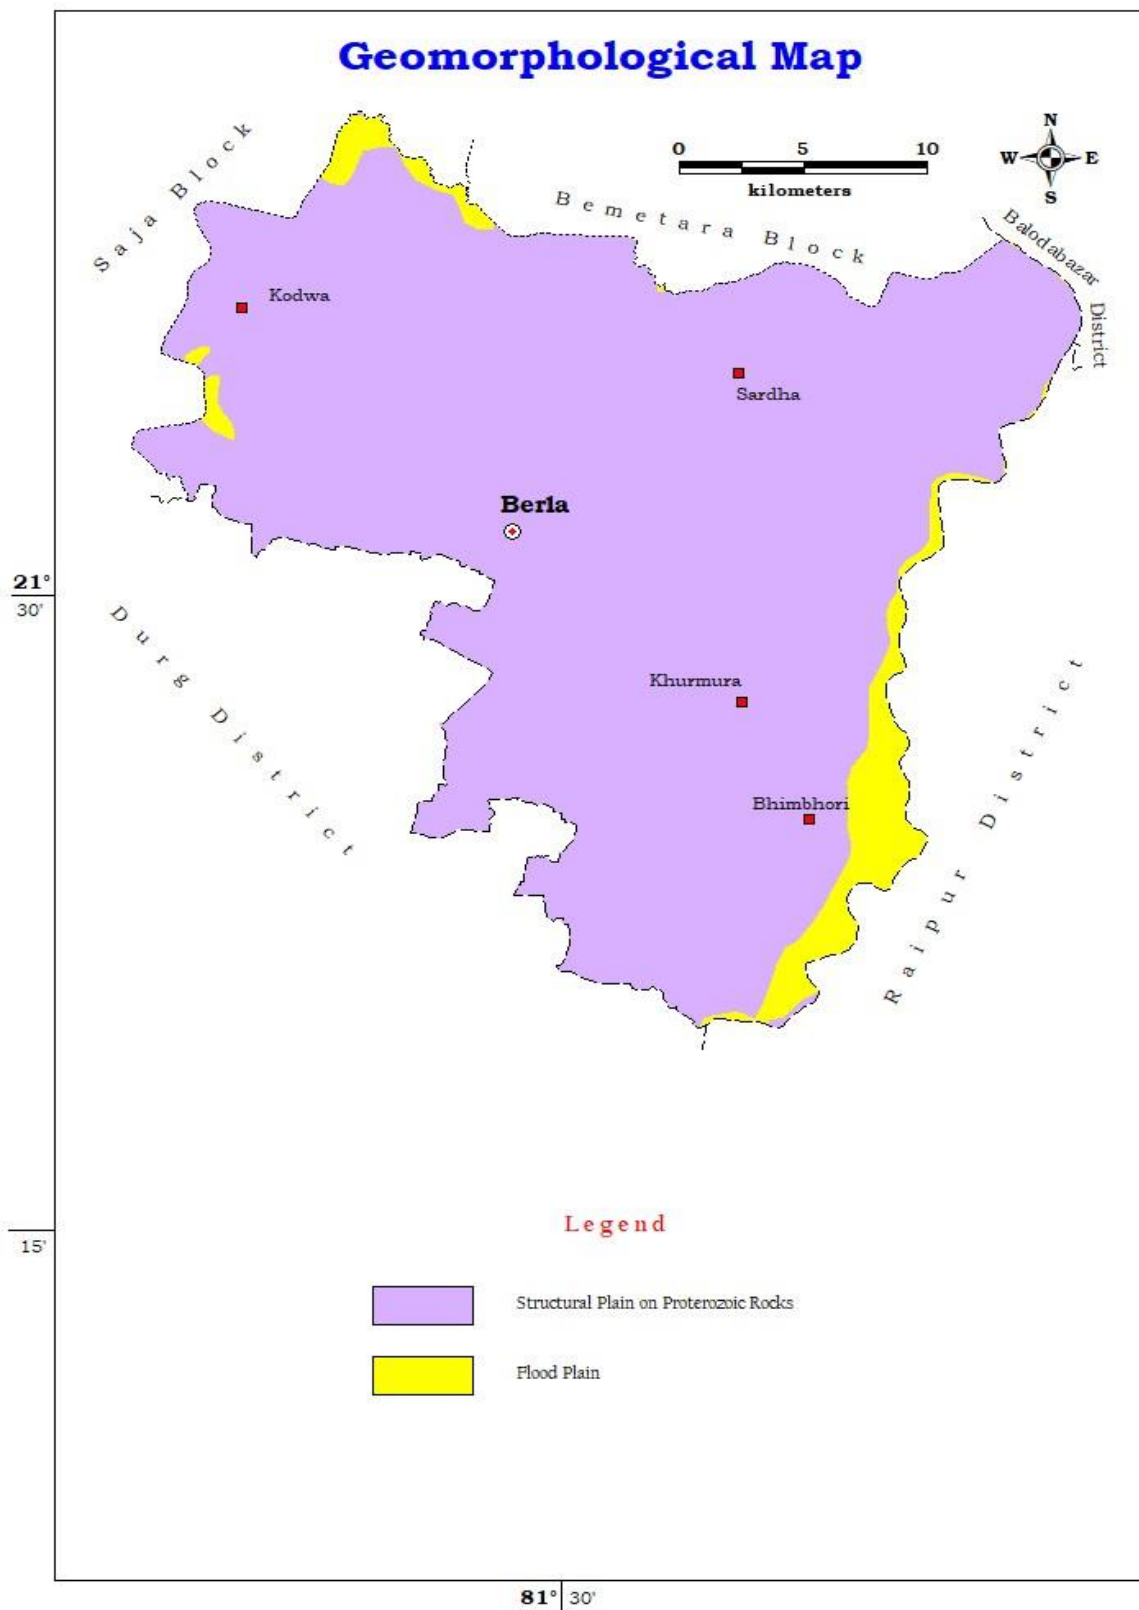 Geomorphological Map
N
W E
S
0 5 10
kilometers
Saja Block
Bemetara Block
Balodabazar
District
Kodwa
Sardha
Berla
21°
30'
Durg District
Khurmura
Raipur District
Bhimbhori
Legend
15'
Structural Plain on Proterozoic Rocks
Flood Plain
81° 30'